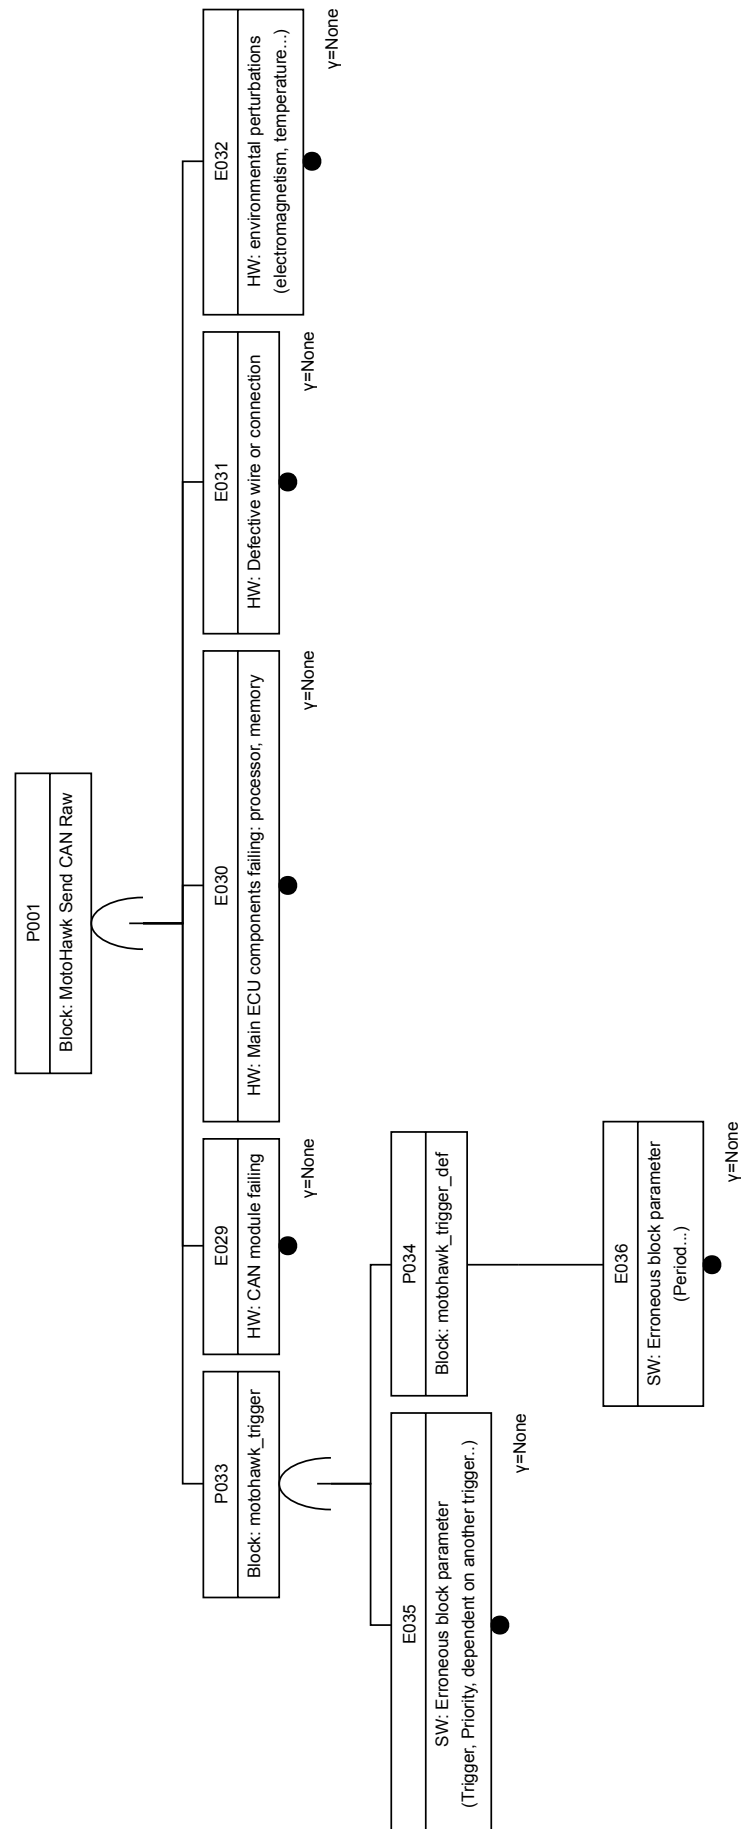 P001
Block: MotoHawk Send CAN Raw
P033
Block: motohawk_trigger
E029
HW: CAN module failing
γ=None
E030
HW: Main ECU components failing: processor, memory
γ=None
E031
HW: Defective wire or connection
γ=None
E032
HW: environmental perturbations
(electromagnetism, temperature...)
γ=None
E035
SW: Erroneous block parameter
(Trigger, Priority, dependent on another trigger..)
γ=None
P034
Block: motohawk_trigger_def
E036
SW: Erroneous block parameter
(Period...)
γ=None